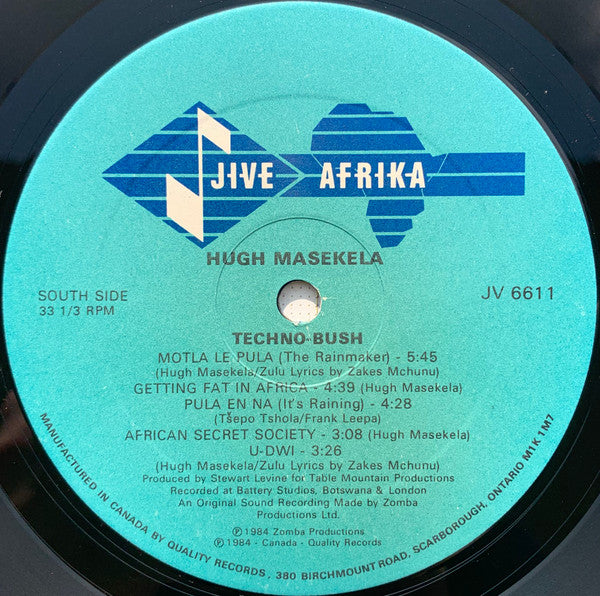 JIVE AFRIKA
HUGH MASEKELA
SOUTH SIDE
33 1/3 RPM
JV 6611
TECHNO-BUSH
MOTLA LE PULA (The Rainmaker) - 5:45
(Hugh Masekela/Zulu Lyrics by Zakes Mchunu)
GETTING FAT IN AFRICA - 4:39 (Hugh Masekela)
PULA EN NA (It's Raining) - 4:28
(Tšepo Tshola/Frank Leepa)
AFRICAN SECRET SOCIETY - 3:08 (Hugh Masekela)
U-DWI - 3:26
(Hugh Masekela/Zulu Lyrics by Zakes Mchunu)
Produced by Stewart Levine for Table Mountain Productions
Recorded at Battery Studios, Botswana & London
An Original Sound Recording Made by Zomba
Productions Ltd.
℗ 1984 Zomba Productions
℗ 1984 - Canada - Quality Records
MANUFACTURED IN CANADA BY QUALITY RECORDS, 380 BIRCHMOUNT ROAD, SCARBOROUGH, ONTARIO M1K 1M7